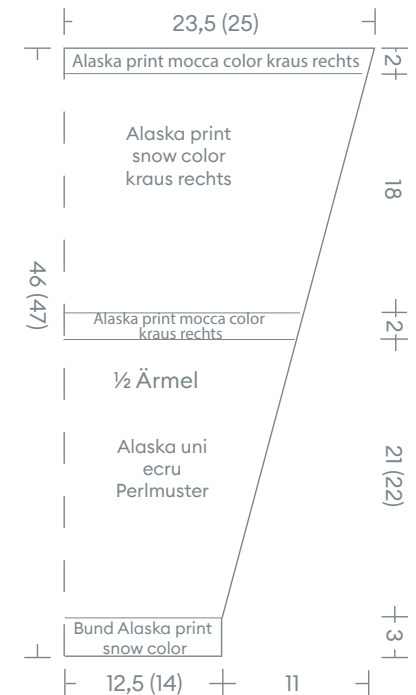 23,5 (25)
Alaska print mocca color kraus rechts
2
Alaska print
snow color
kraus rechts
18
46 (47)
Alaska print mocca color
kraus rechts
2
½ Ärmel
Alaska uni
ecru
Perlmuster
21 (22)
Bund Alaska print
snow color
3
12,5 (14)
11